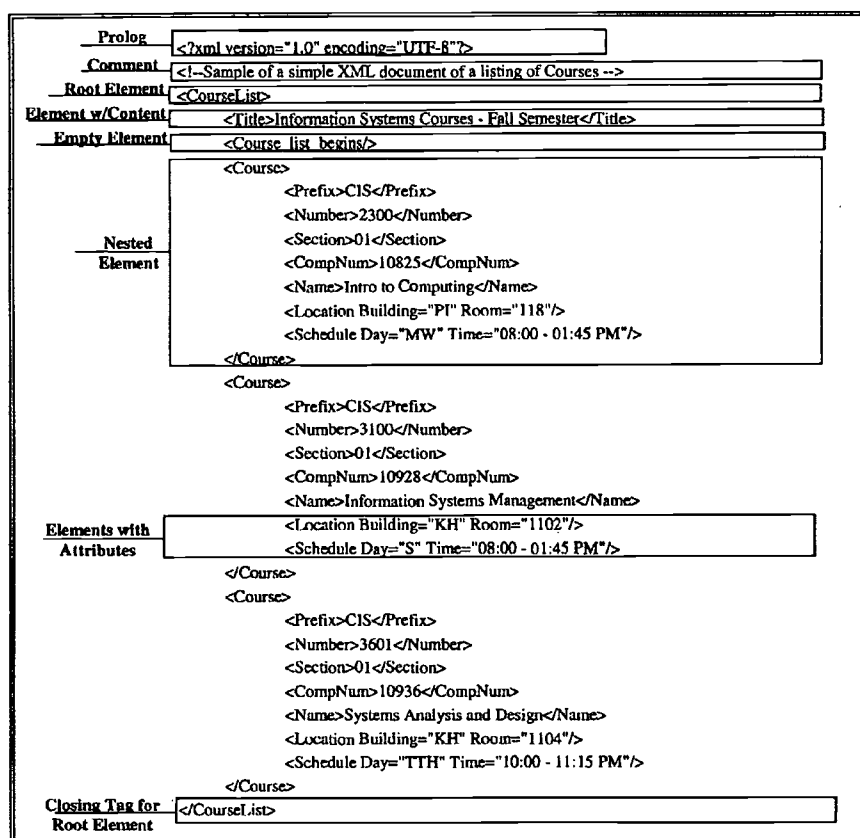 Prolog
<?xml version="1.0" encoding="UTF-8"?>
Comment
<!--Sample of a simple XML document of a listing of Courses -->
Root Element
<CourseList>
Element w/Content
<Title>Information Systems Courses - Fall Semester</Title>
Empty Element
<Course_list_begins/>
<Course>
<Prefix>CIS</Prefix>
<Number>2300</Number>
<Section>01</Section>
<CompNum>10825</CompNum>
<Name>Intro to Computing</Name>
<Location Building="PI" Room="118"/>
<Schedule Day="MW" Time="08:00 - 01:45 PM"/>
</Course>
Nested
Element
<Course>
<Prefix>CIS</Prefix>
<Number>3100</Number>
<Section>01</Section>
<CompNum>10928</CompNum>
<Name>Information Systems Management</Name>
<Location Building="KH" Room="1102"/>
<Schedule Day="S" Time="08:00 - 01:45 PM"/>
Elements with
Attributes
</Course>
<Course>
<Prefix>CIS</Prefix>
<Number>3601</Number>
<Section>01</Section>
<CompNum>10936</CompNum>
<Name>Systems Analysis and Design</Name>
<Location Building="KH" Room="1104"/>
<Schedule Day="TTH" Time="10:00 - 11:15 PM"/>
</Course>
Closing Tag for
Root Element
</CourseList>